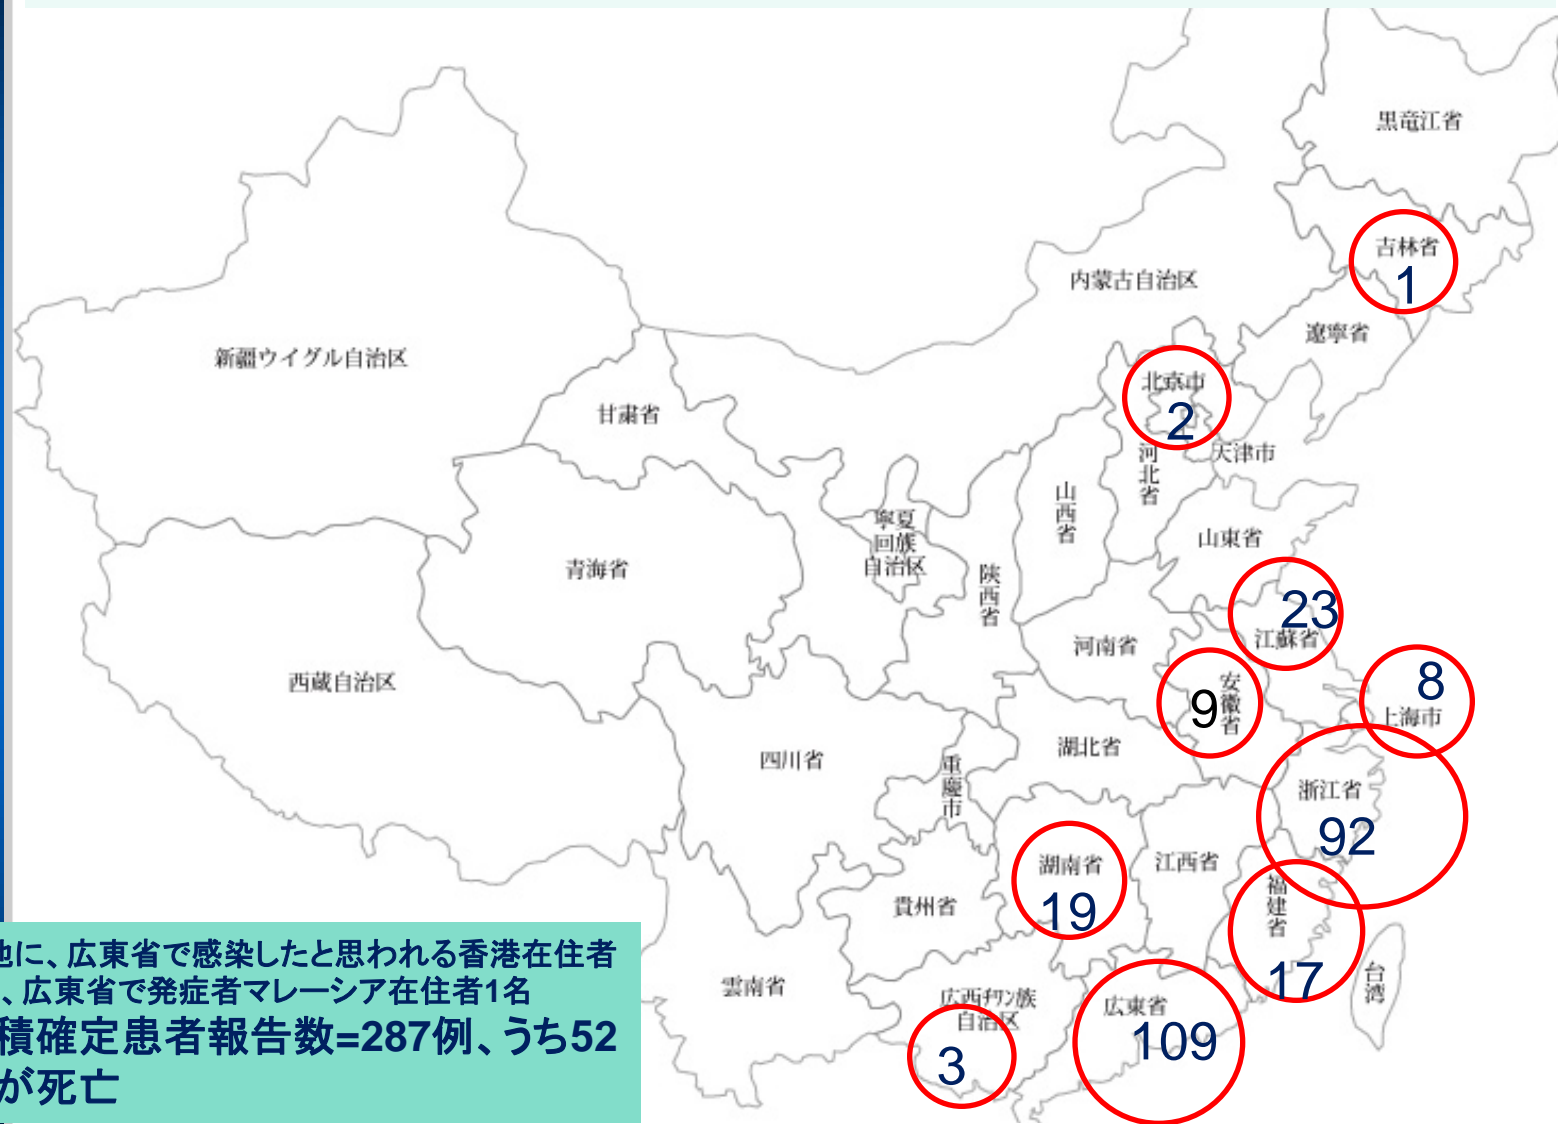 黒竜江省
吉林省
1
内蒙古自治区
遼寧省
新疆ウイグル自治区
北京市
2
甘粛省
天津市
河北省
山西省
寧夏
回族
自治区
山東省
青海省
陝西省
23
江蘇省
河南省
西蔵自治区
安徽省
9
8
上海市
湖北省
四川省
重慶市
浙江省
92
湖南省
19
江西省
貴州省
福建省
17
雲南省
広西チワン族
自治区
3
広東省
109
台湾
他に、広東省で感染したと思われる香港在住者
、広東省で発症者マレーシア在住者1名
積確定患者報告数=287例、うち52
が死亡